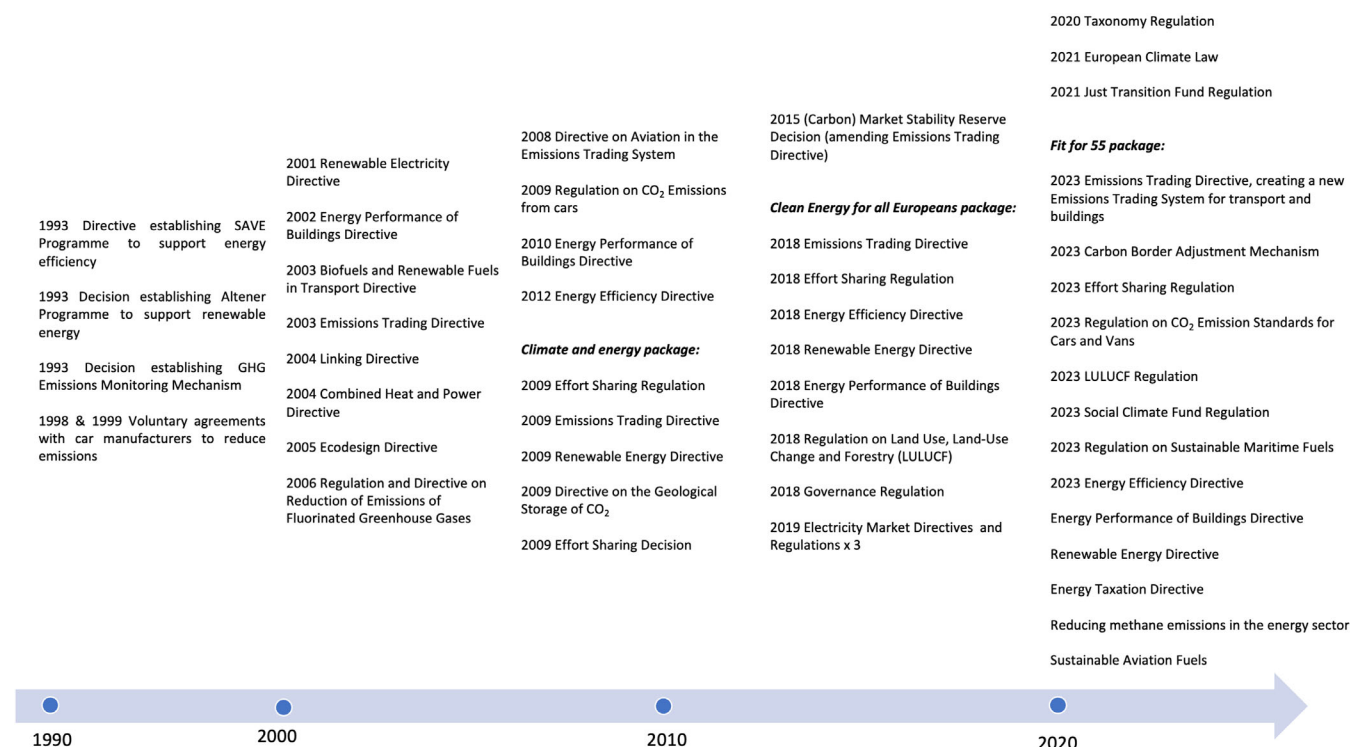 1993 Directive establishing SAVE
Programme to support energy
efficiency
1993 Decision establishing Altener
Programme to support renewable
energy
1993 Decision establishing GHG
Emissions Monitoring Mechanism
1998 & 1999 Voluntary agreements
with car manufacturers to reduce
emissions
2001 Renewable Electricity
Directive
2002 Energy Performance of
Buildings Directive
2003 Biofuels and Renewable Fuels
in Transport Directive
2003 Emissions Trading Directive
2004 Linking Directive
2004 Combined Heat and Power
Directive
2005 Ecodesign Directive
2006 Regulation and Directive on
Reduction of Emissions of
Fluorinated Greenhouse Gases
2008 Directive on Aviation in the
Emissions Trading System
2009 Regulation on CO₂ Emissions
from cars
2010 Energy Performance of
Buildings Directive
2012 Energy Efficiency Directive
Climate and energy package:
2009 Effort Sharing Regulation
2009 Emissions Trading Directive
2009 Renewable Energy Directive
2009 Directive on the Geological
Storage of CO₂
2009 Effort Sharing Decision
2015 (Carbon) Market Stability Reserve
Decision (amending Emissions Trading
Directive)
Clean Energy for all Europeans package:
2018 Emissions Trading Directive
2018 Effort Sharing Regulation
2018 Energy Efficiency Directive
2018 Renewable Energy Directive
2018 Energy Performance of Buildings
Directive
2018 Regulation on Land Use, Land-Use
Change and Forestry (LULUCF)
2018 Governance Regulation
2019 Electricity Market Directives and
Regulations x 3
2020 Taxonomy Regulation
2021 European Climate Law
2021 Just Transition Fund Regulation
Fit for 55 package:
2023 Emissions Trading Directive, creating a new
Emissions Trading System for transport and
buildings
2023 Carbon Border Adjustment Mechanism
2023 Effort Sharing Regulation
2023 Regulation on CO₂ Emission Standards for
Cars and Vans
2023 LULUCF Regulation
2023 Social Climate Fund Regulation
2023 Regulation on Sustainable Maritime Fuels
2023 Energy Efficiency Directive
Energy Performance of Buildings Directive
Renewable Energy Directive
Energy Taxation Directive
Reducing methane emissions in the energy sector
Sustainable Aviation Fuels
1990
2000
2010
2020